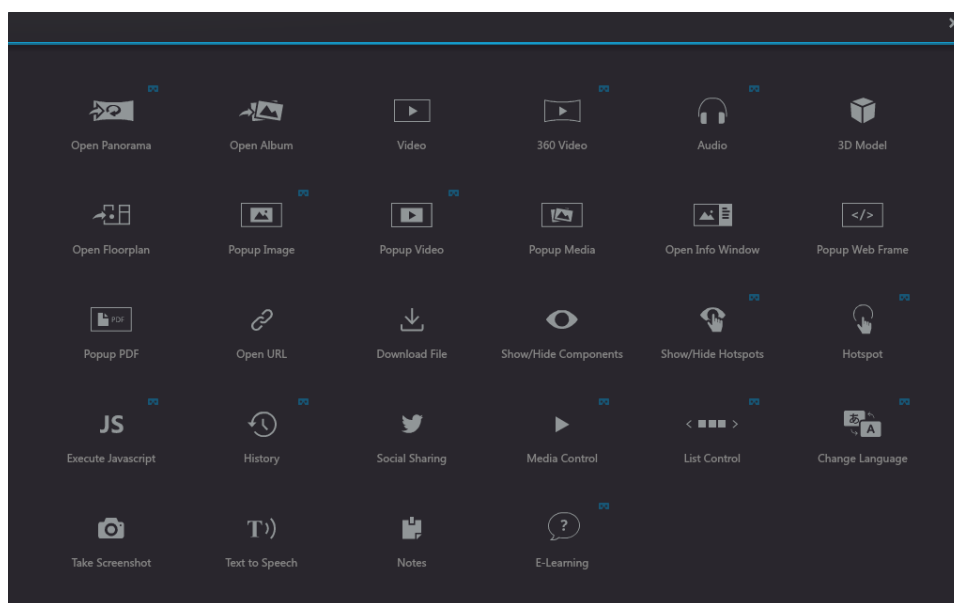 Open Panorama
Open Album
Video
360 Video
Audio
3D Model
Open Floorplan
Popup Image
Popup Video
Popup Media
Open Info Window
</>
Popup Web Frame
PDF
Popup PDF
Open URL
Download File
Show/Hide Components
Show/Hide Hotspots
Hotspot
JS
Execute Javascript
History
Social Sharing
Media Control
< >
List Control
あ
A
Change Language
Take Screenshot
T))
Text to Speech
Notes
?
E-Learning